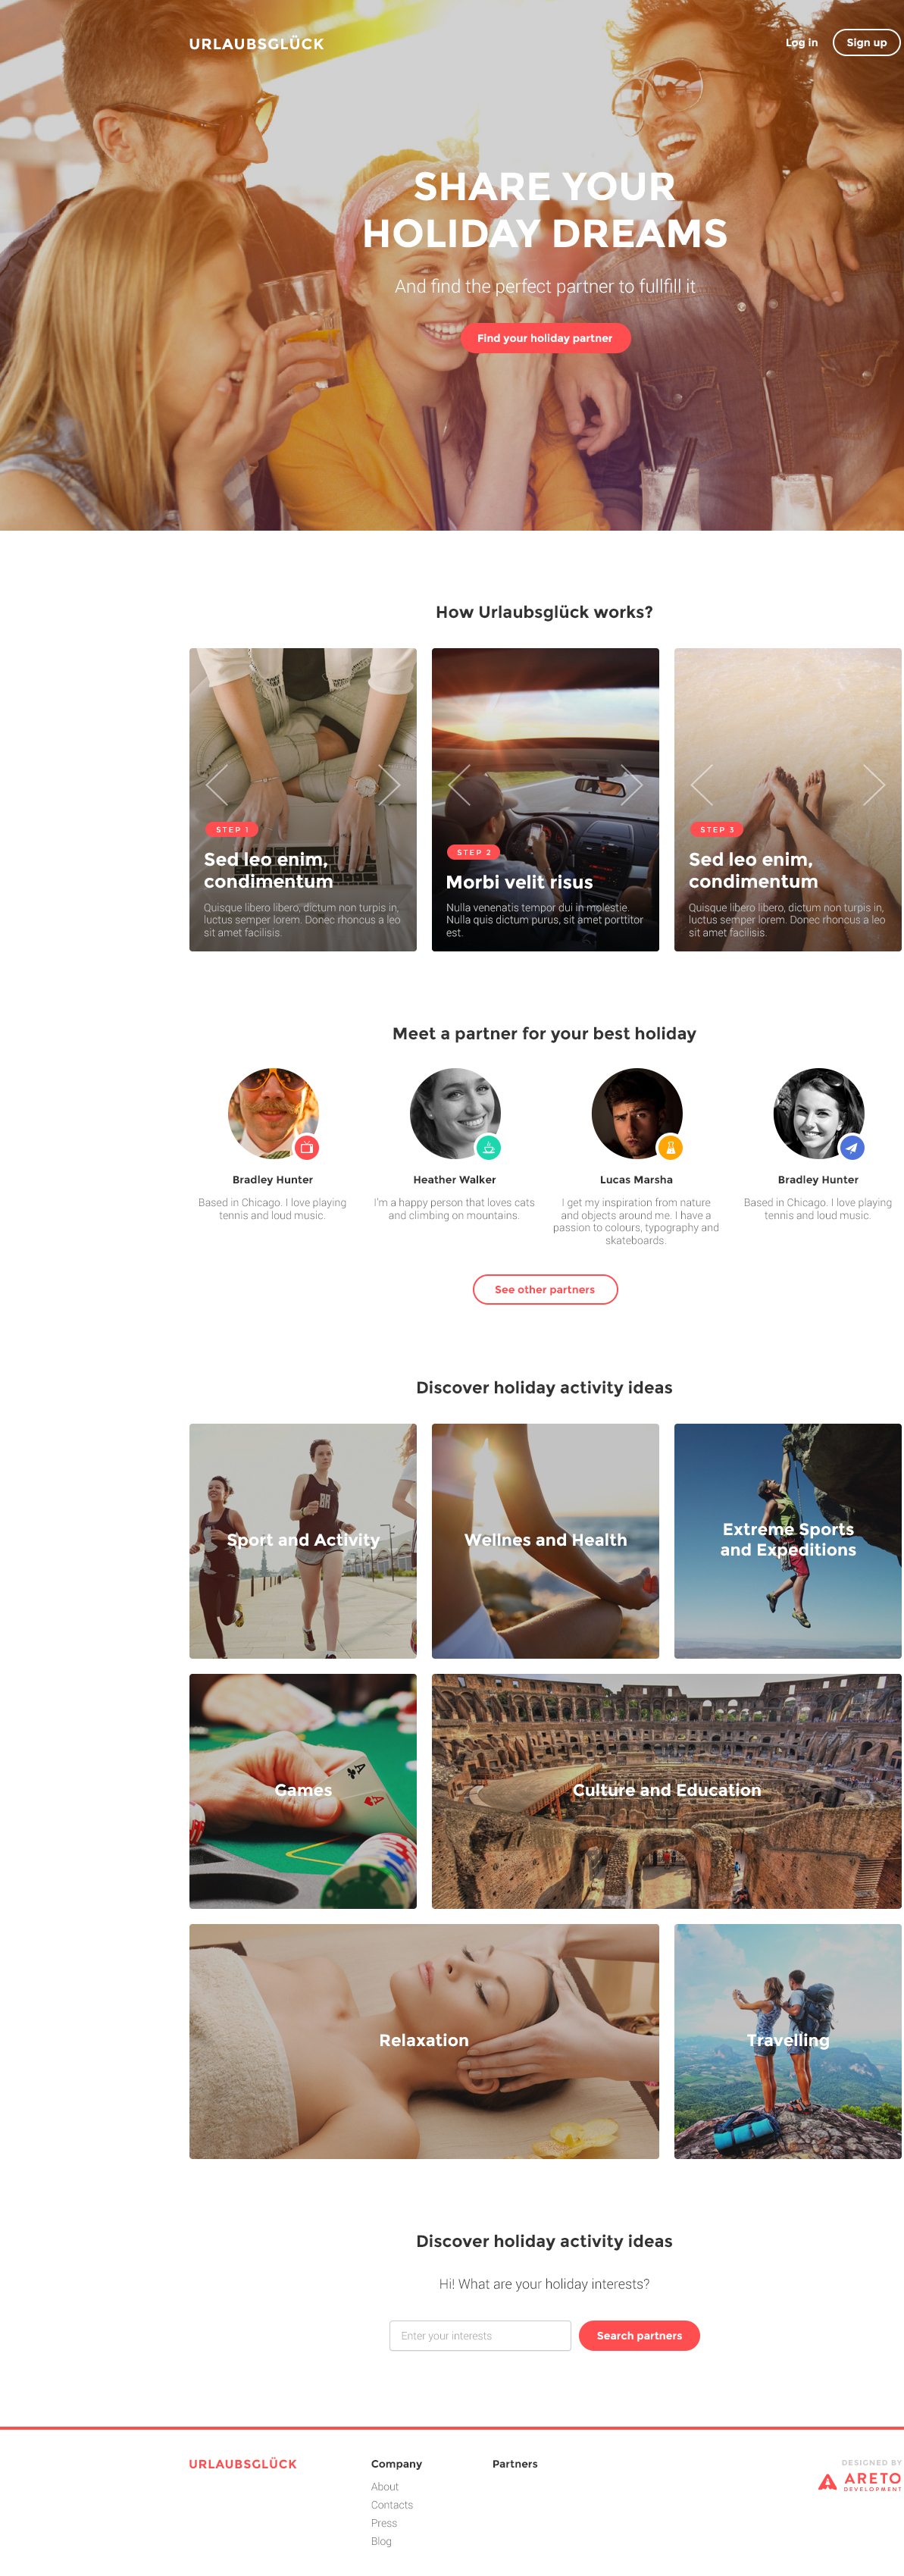 URLAUBSGLÜCK
Log in
Sign up
SHARE YOUR
HOLIDAY DREAMS
And find the perfect partner to fullfill it
Find your holiday partner
How Urlaubsglück works?
STEP 1
Sed leo enim,
condimentum
Quisque libero libero, dictum non turpis in,
luctus semper lorem. Donec rhoncus a leo
sit amet facilisis.
STEP 2
Morbi velit risus
Nulla venenatis tempor dui in molestie.
Nulla quis dictum purus, sit amet porttitor
est.
STEP 3
Sed leo enim,
condimentum
Quisque libero libero, dictum non turpis in,
luctus semper lorem. Donec rhoncus a leo
sit amet facilisis.
Meet a partner for your best holiday
Bradley Hunter
Based in Chicago. I love playing
tennis and loud music.
Heather Walker
I'm a happy person that loves cats
and climbing on mountains.
Lucas Marsha
I get my inspiration from nature
and objects around me. I have a
passion to colours, typography and
skateboards.
Bradley Hunter
Based in Chicago. I love playing
tennis and loud music.
See other partners
Discover holiday activity ideas
Sport and Activity
Wellnes and Health
Extreme Sports
and Expeditions
Games
Culture and Education
Relaxation
Travelling
Discover holiday activity ideas
Hi! What are your holiday interests?
Enter your interests
Search partners
URLAUBSGLÜCK
Company
About
Contacts
Press
Blog
Partners
DESIGNED BY
ARETO
DEVELOPMENT